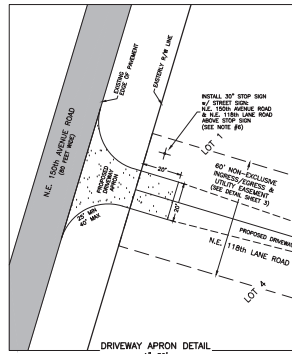 EXISTING
EDGE OF PAVEMENT
EASTERLY R/W LINE
N.E. 150th AVENUE ROAD
(80 FEET WIDE)
INSTALL 30" STOP SIGN
w/ STREET SIGN:
N.E. 150th AVENUE ROAD
& N.E. 118th LANE ROAD
ABOVE STOP SIGN
(SEE NOTE #6)
LOT 1
PROPOSED
DRIVEWAY
APRON
20'
60' NON-EXCLUSIVE
INGRESS/EGRESS &
UTILITY EASEMENT
(SEE DETAIL SHEET 3)
25' MIN
40' MAX
20'
PROPOSED DRIVEWAY
N.E. 118th LANE ROAD
LOT 4
DRIVEWAY APRON DETAIL